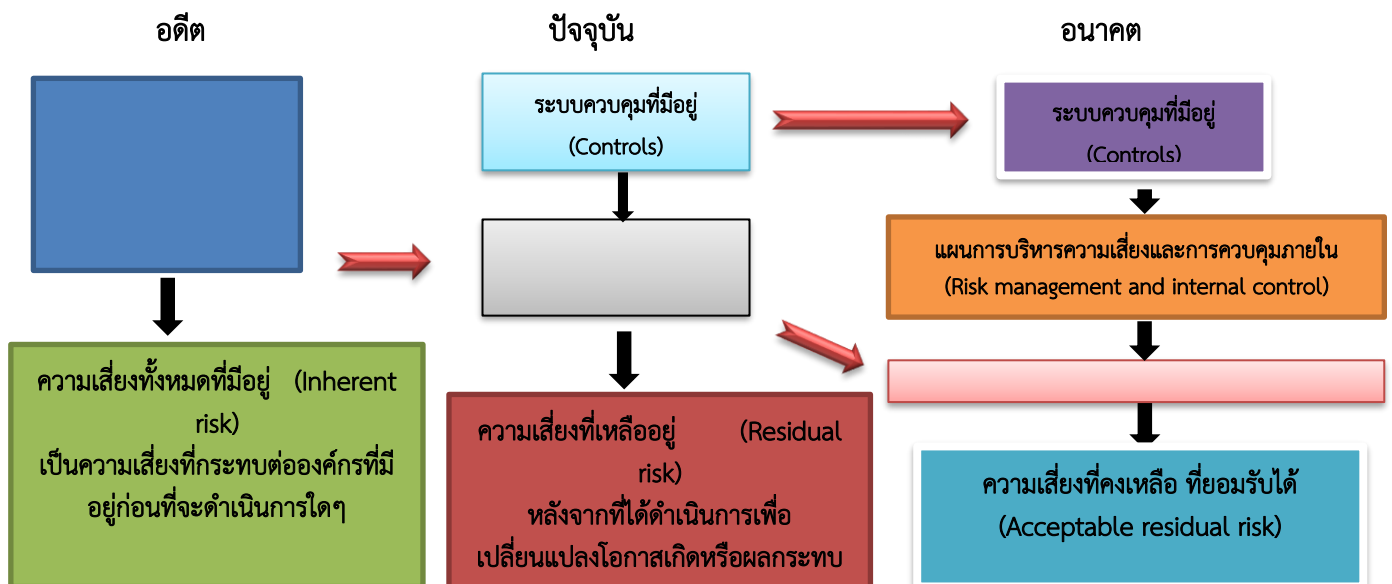 อดีต
ปัจจุบัน
อนาคต
ความเสี่ยงทั้งหมดที่มีอยู่ (Inherent
risk)
เป็นความเสี่ยงที่กระทบต่อองค์กรที่มี
อยู่ก่อนที่จะดำเนินการใดๆ
ระบบควบคุมที่มีอยู่
(Controls)
ความเสี่ยงที่เหลืออยู่ (Residual
risk)
หลังจากที่ได้ดำเนินการเพื่อ
เปลี่ยนแปลงโอกาสเกิดหรือผลกระทบ
ระบบควบคุมที่มีอยู่
(Controls)
แผนการบริหารความเสี่ยงและการควบคุมภายใน
(Risk management and internal control)
ความเสี่ยงที่คงเหลือ ที่ยอมรับได้
(Acceptable residual risk)